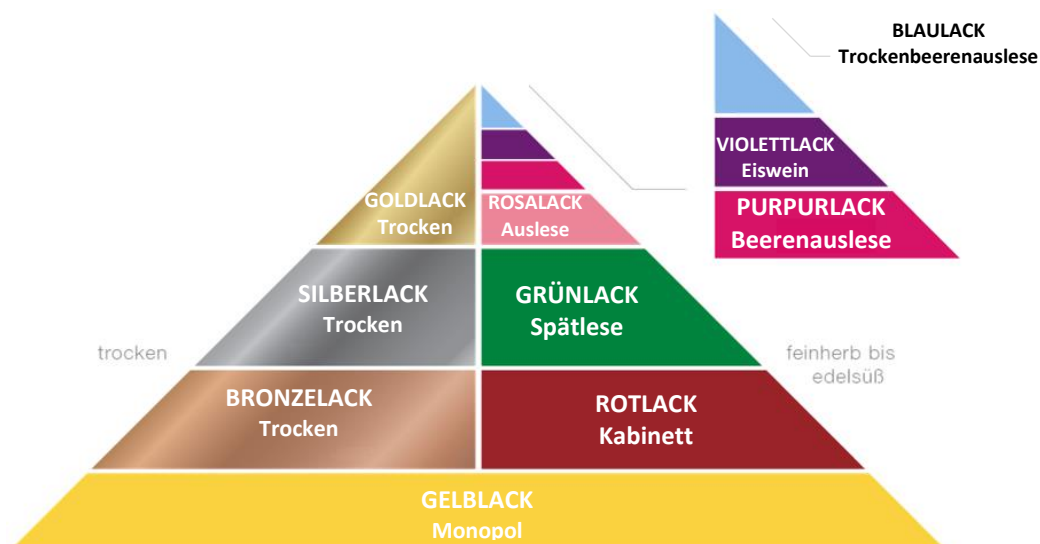 BLAULACK
Trockenbeerenauslese
VIOLETTLACK
Eiswein
PURPURLACK
Beerenauslese
GOLDLACK
Trocken
ROSALACK
Auslese
SILBERLACK
Trocken
GRÜNLACK
Spätlese
trocken
feinherb bis
edelsüß
BRONZELACK
Trocken
ROTLACK
Kabinett
GELBLACK
Monopol